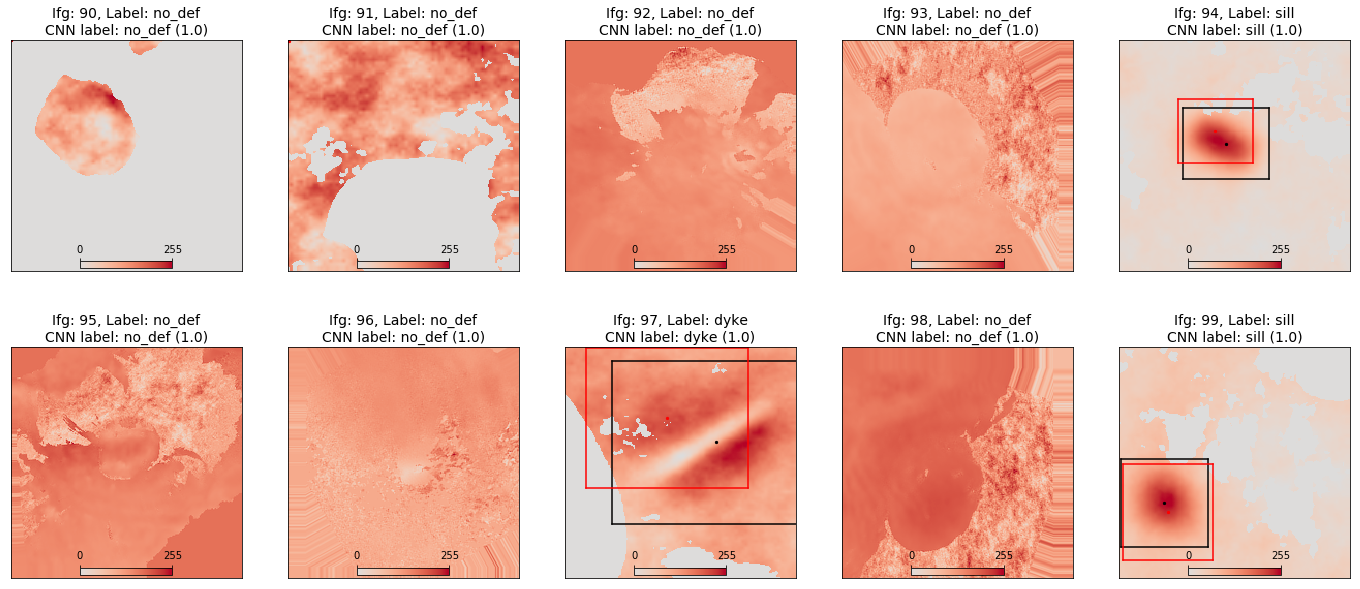 Ifg: 90, Label: no_def
CNN label: no_def (1.0)
Ifg: 91, Label: no_def
CNN label: no_def (1.0)
Ifg: 92, Label: no_def
CNN label: no_def (1.0)
Ifg: 93, Label: no_def
CNN label: no_def (1.0)
Ifg: 94, Label: sill
CNN label: sill (1.0)
0 255
0 255
0 255
0 255
0 255
Ifg: 95, Label: no_def
CNN label: no_def (1.0)
Ifg: 96, Label: no_def
CNN label: no_def (1.0)
Ifg: 97, Label: dyke
CNN label: dyke (1.0)
Ifg: 98, Label: no_def
CNN label: no_def (1.0)
Ifg: 99, Label: sill
CNN label: sill (1.0)
0 255
0 255
0 255
0 255
0 255